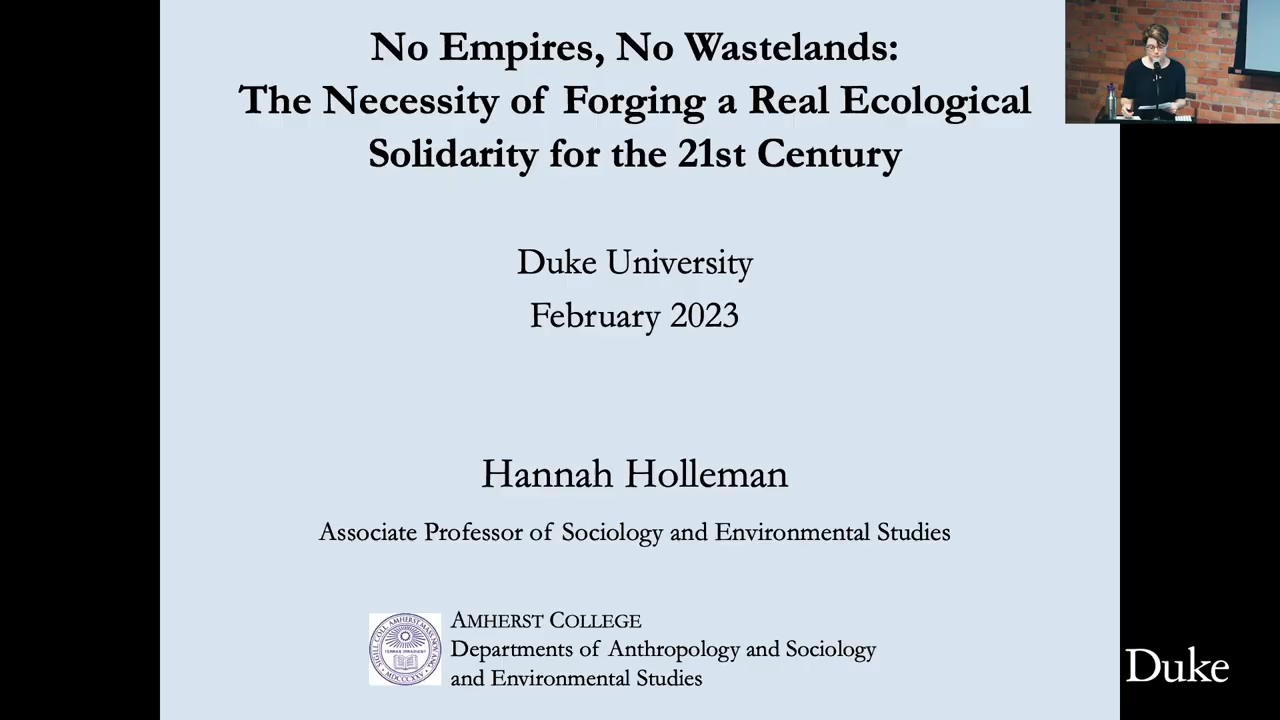 No Empires, No Wastelands:
The Necessity of Forging a Real Ecological
Solidarity for the 21st Century
Duke University
February 2023
Hannah Holleman
Associate Professor of Sociology and Environmental Studies
AMHERST COLLEGE
Departments of Anthropology and Sociology
and Environmental Studies
Duke